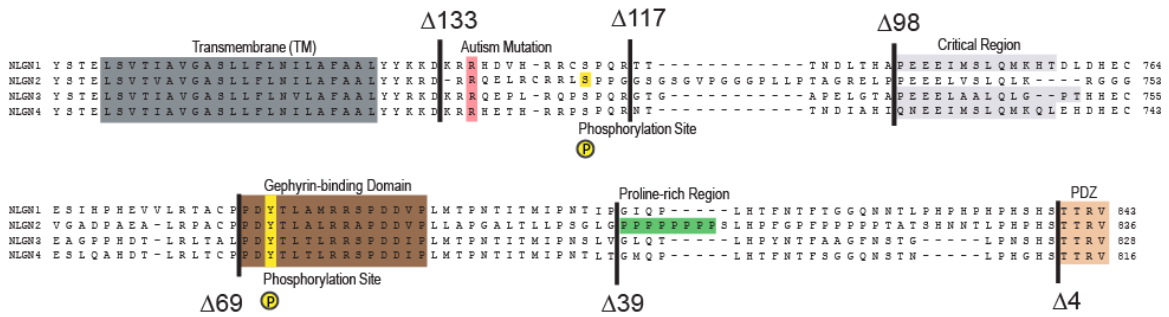 Δ133
Δ117
Δ98
Transmembrane (TM)
Autism Mutation
Critical Region
NLGN1 Y S T E L S V T I A V G A S L L F L N I L A F A A L Y Y K K D K R R H D V H - R R C S P Q R T T - - - - - - - - - - - - T N D L T H A P E E E I M S L Q M K H T D L D H E C 764
NLGN2 Y S T E L S V T I A V G A S L L F L N I L A F A A L Y Y K R D - R R Q E L R C R R L S P P G G S G S G V P G G G P L L P T A G R E L P P E E E L V S L Q L K - - - - R G G G 753
NLGN3 Y S T E L S V T I A V G A S L L F L N V L A F A A L Y Y K K D K R R Q E P L - R Q P S P Q R G T G - - - - - - - - - - - A P E L G T A P E E E L A A L Q L G - - P T H H E C 755
NLGN4 Y S T E L S V T I A V G A S L L F L N I L A F A A L Y Y K K D K R R H E T H - R R P S P Q R N T - - - - - - - - - - - - T N D I A H I Q N E E I M S L Q M K Q L E H D H E C 743
Phosphorylation Site
P
Gephyrin-binding Domain
Proline-rich Region
PDZ
NLGN1 E S I H P H E V V L R T A C P P D Y T L A M R R S P D D V P L M T P N T I T M I P N T I P G I Q P - - - - - L H T F N T F T G G Q N N T L P H P H P H P H S H S T T R V 843
NLGN2 V G A D P A E A - L R P A C P P D Y T L A L R R A P D D V P L L A P G A L T L L P S G L G P P P P P P P P S L H P F G P F P P P P P T A T S H N N T L P H P H S T T R V 836
NLGN3 E A G P P H D T - L R L T A L P D Y T L T L R R S P D D I P L M T P N T I T M I P N S L V G L Q T - - - - - L H P Y N T F A A G F N S T G - - - - - L P N S H S T T R V 828
NLGN4 E S L Q A H D T - L R L T C P P D Y T L T L R R S P D D I P L M T P N T I T M I P N T L T G M Q P - - - - - L H T F N T F S G G Q N S T N - - - - - L P H G H S T T R V 816
Phosphorylation Site
P
Δ69
Δ39
Δ4